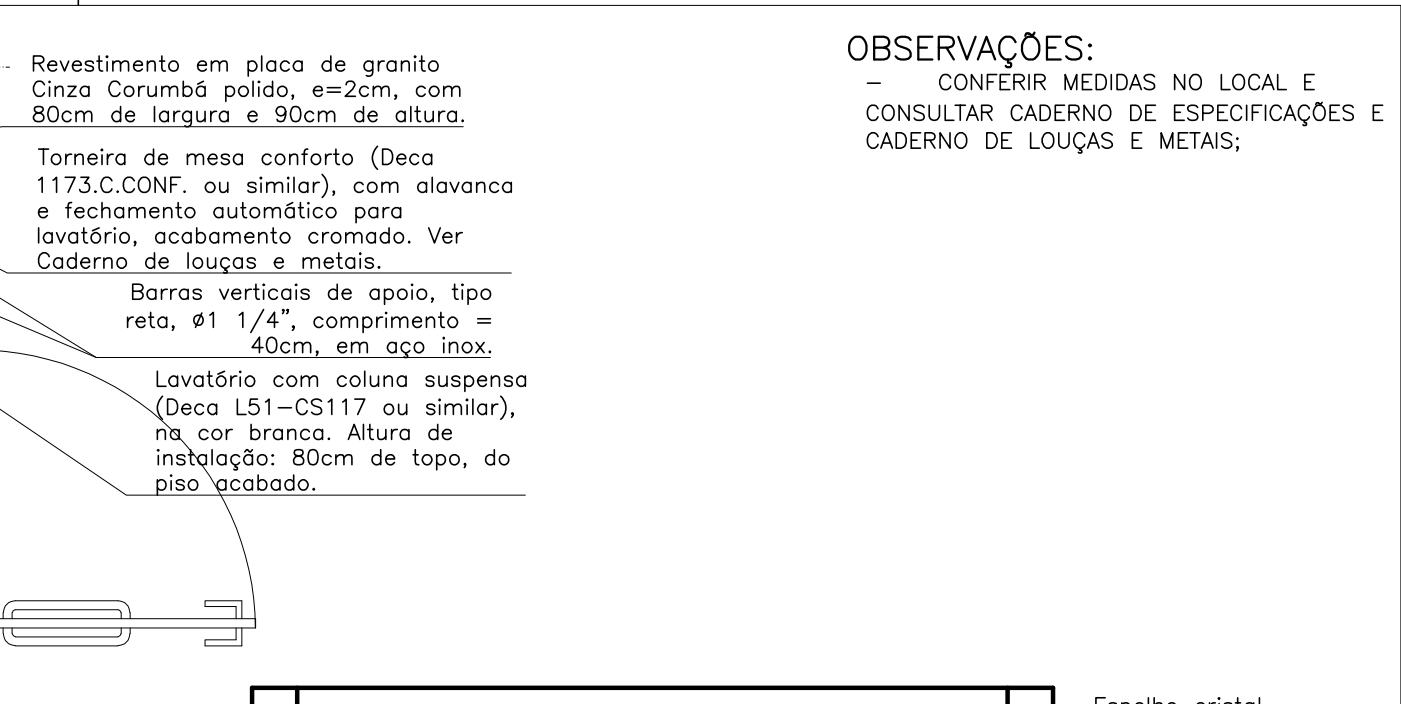 Revestimento em placa de granito
Cinza Corumbá polido, e=2cm, com
80cm de largura e 90cm de altura.
Torneira de mesa conforto (Deca
1173.C.CONF. ou similar), com alavanca
e fechamento automático para
lavatório, acabamento cromado. Ver
Caderno de louças e metais.
Barras verticais de apoio, tipo
reta, ø1 1/4”, comprimento =
40cm, em aço inox.
Lavatório com coluna suspensa
(Deca L51-CS117 ou similar),
na cor branca. Altura de
instalação: 80cm de topo, do
piso acabado.
OBSERVAÇÕES:
- CONFERIR MEDIDAS NO LOCAL E
CONSULTAR CADERNO DE ESPECIFICAÇÕES E
CADERNO DE LOUÇAS E METAIS;
Espelho cristal